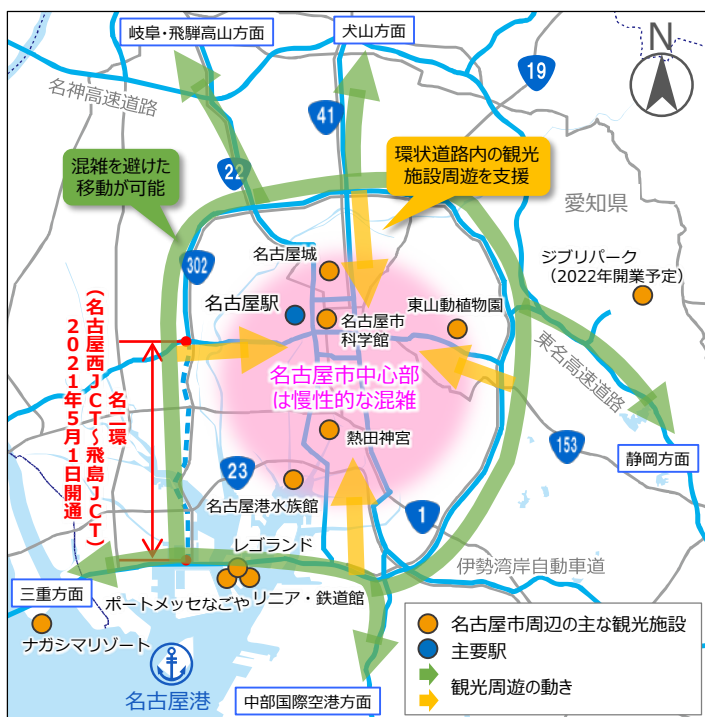 岐阜・飛騨高山方面
犬山方面
N
19
名神高速道路
41
混雑を避けた
移動が可能
22
環状道路内の観光
施設周遊を支援
愛知県
302
名古屋城
ジブリパーク
（2022年開業予定）
名古屋駅
東山動植物園
名古屋市
科学館
東名高速道路
名古屋市中心部
は慢性的な混雑
名二環
（名古屋西JCT～飛島JCT）
2021年5月1日開通
熱田神宮
153
静岡方面
23
名古屋港水族館
1
レゴランド
伊勢湾岸自動車道
三重方面
ポートメッセなごや
リニア・鉄道館
ナガシマリゾート
名古屋港
中部国際空港方面
名古屋市周辺の主な観光施設
主要駅
観光周遊の動き